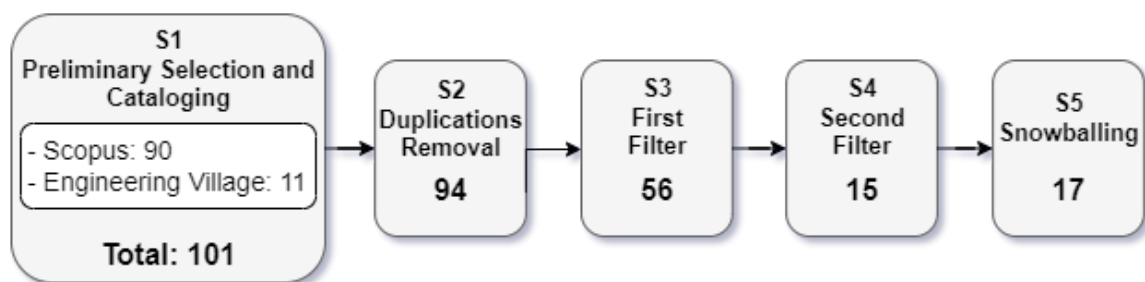 S1
Preliminary Selection and
Cataloging
- Scopus: 90
- Engineering Village: 11
Total: 101
S2
Duplications
Removal
94
S3
First
Filter
56
S4
Second
Filter
15
S5
Snowballing
17